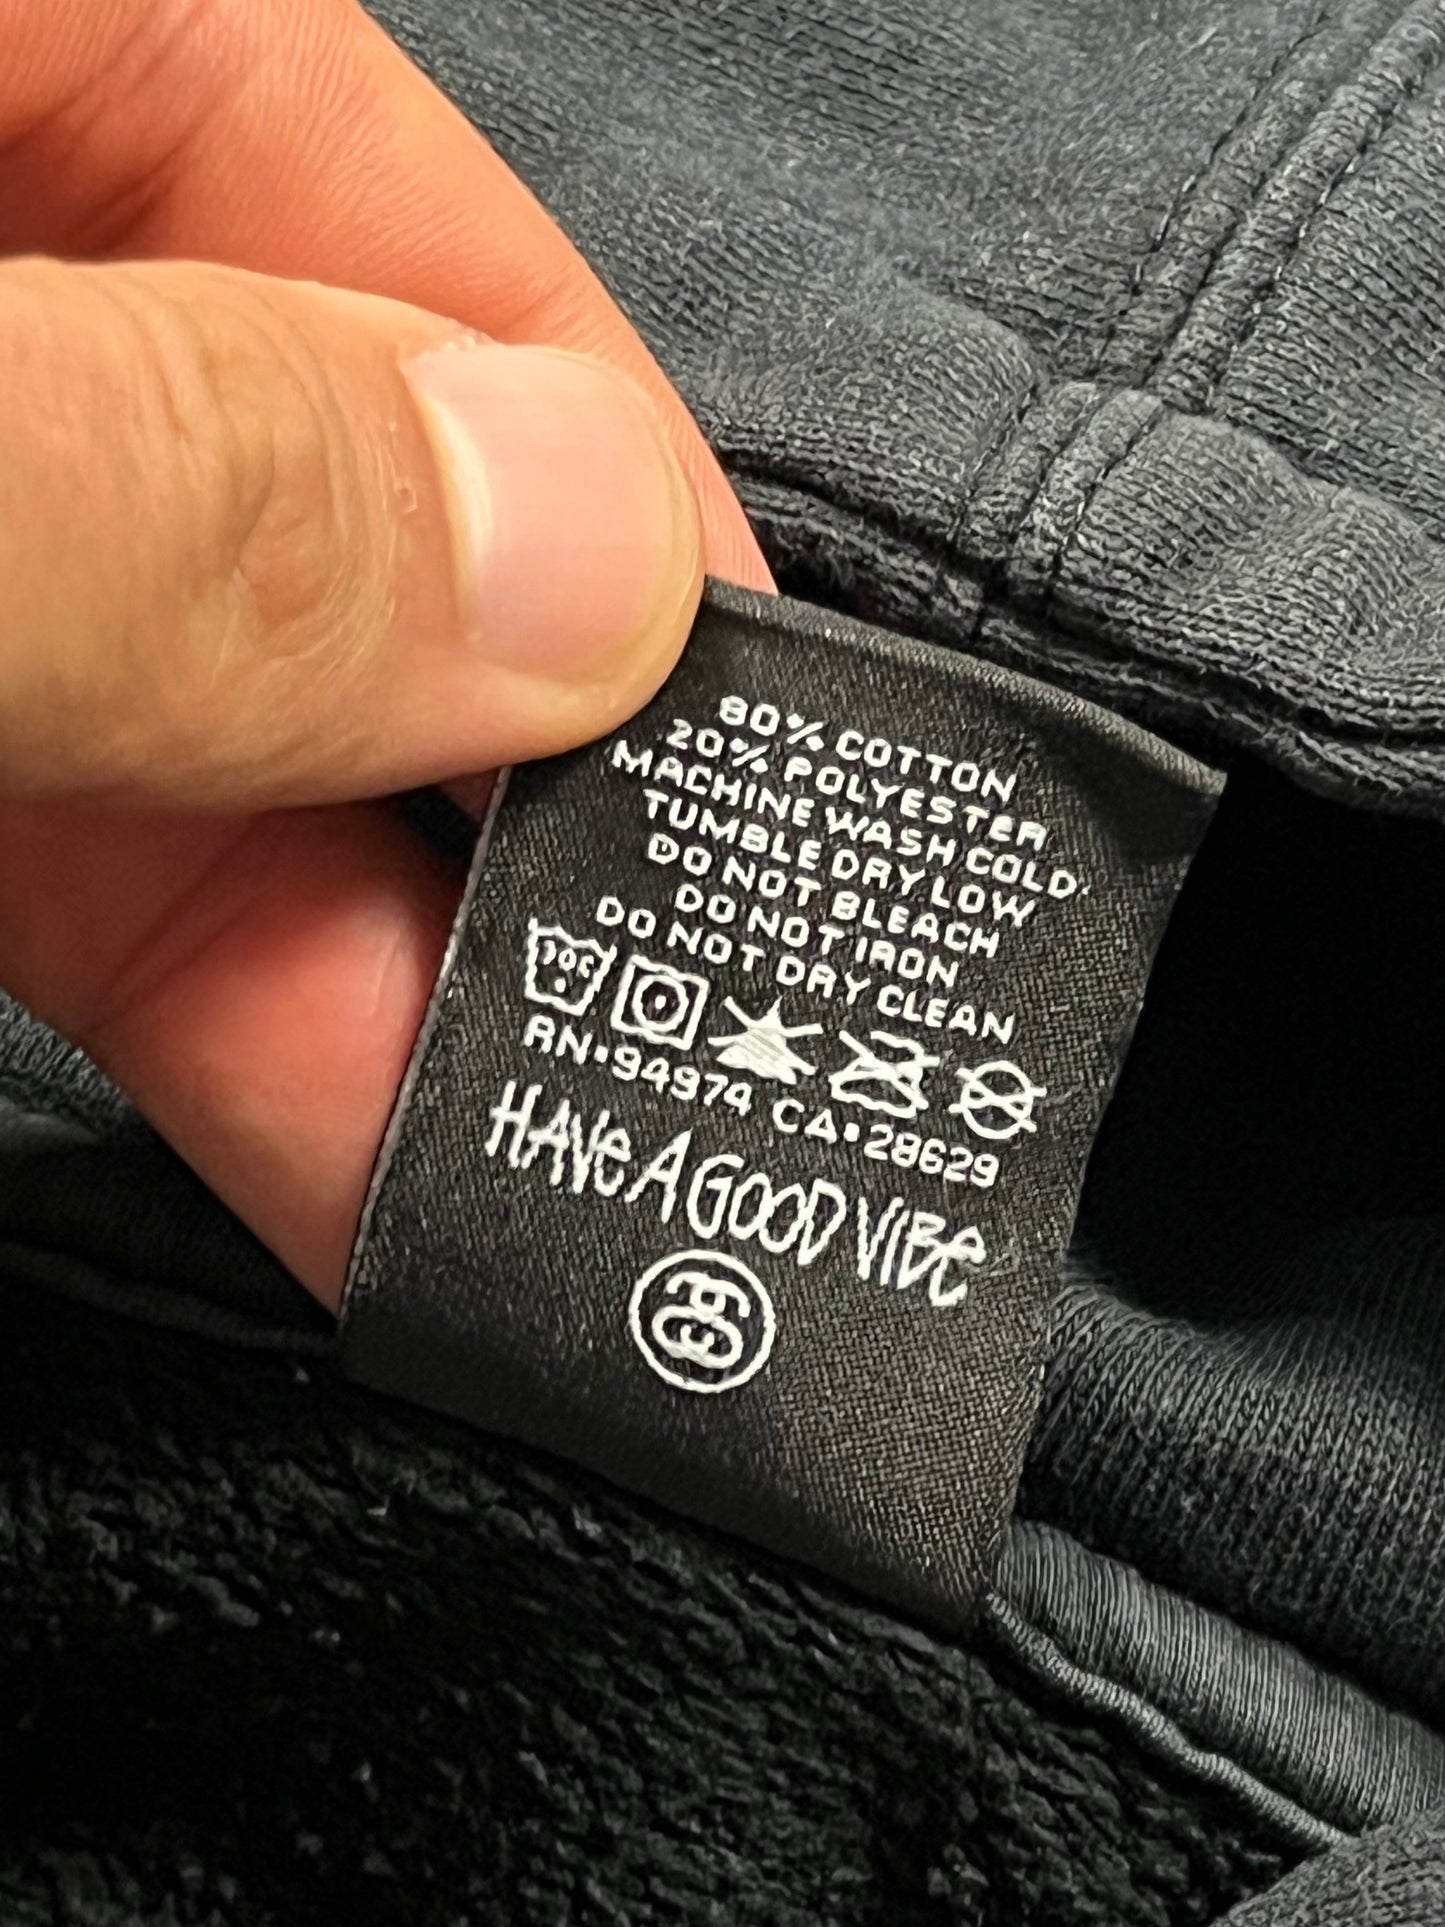 80% COTTON
20% POLYESTER
MACHINE WASH COLD
TUMBLE DRY LOW
DO NOT BLEACH
DO NOT IRON
DO NOT DRY CLEAN
30C
RN•94974 CA•28629
HAVE A GOOD VIBE